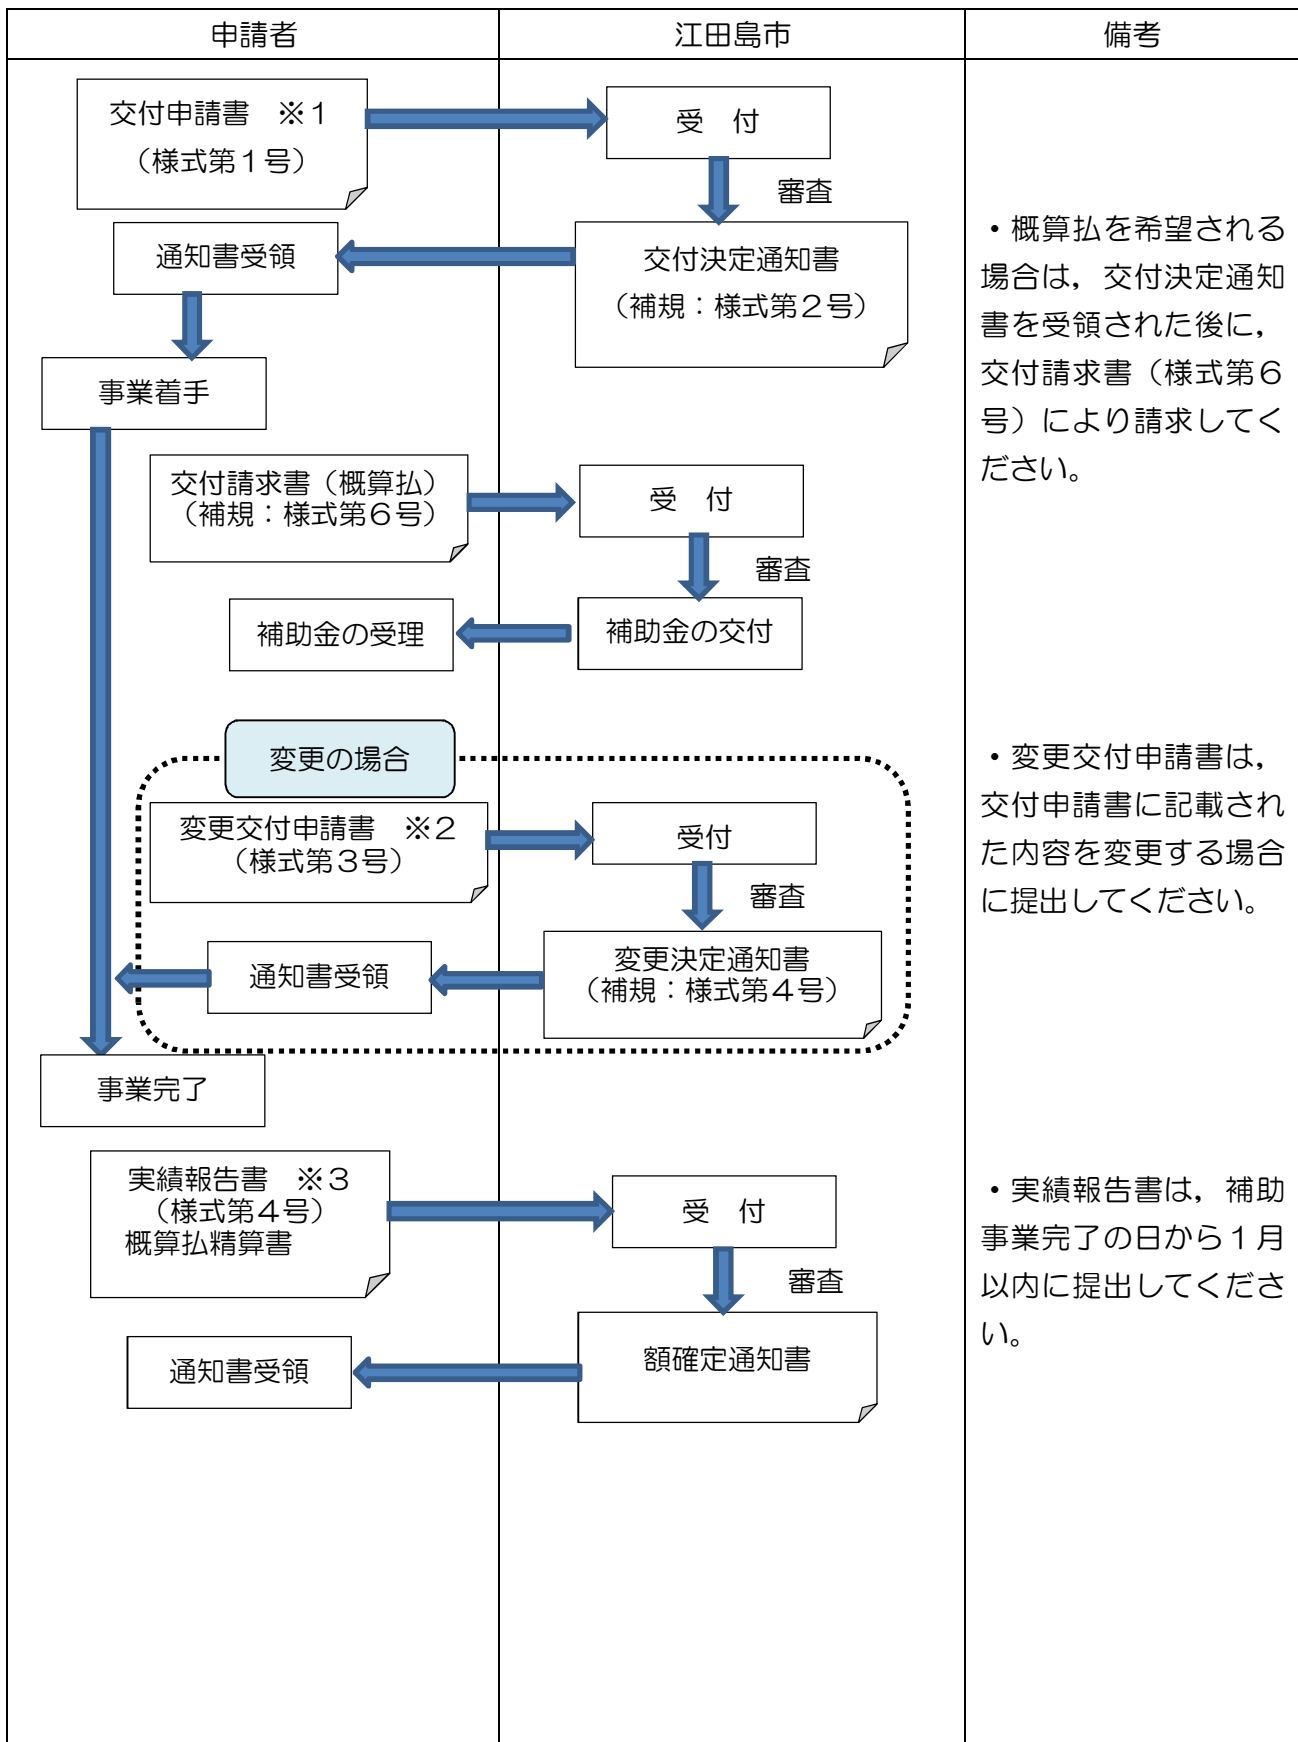 申請者
江田島市
備考
交付申請書　※１
（様式第１号）
受　付
審査
通知書受領
交付決定通知書
（補規：様式第２号）
・概算払を希望される
場合は，交付決定通知
書を受領された後に，
交付請求書（様式第６
号）により請求してく
ださい。
事業着手
交付請求書（概算払）
（補規：様式第６号）
受　付
審査
補助金の受理
補助金の交付
変更の場合
変更交付申請書　※２
（様式第３号）
受付
審査
・変更交付申請書は，
交付申請書に記載され
た内容を変更する場合
に提出してください。
通知書受領
変更決定通知書
（補規：様式第４号）
事業完了
実績報告書　※３
（様式第４号）
概算払精算書
受　付
審査
・実績報告書は，補助
事業完了の日から１月
以内に提出してくださ
い。
通知書受領
額確定通知書